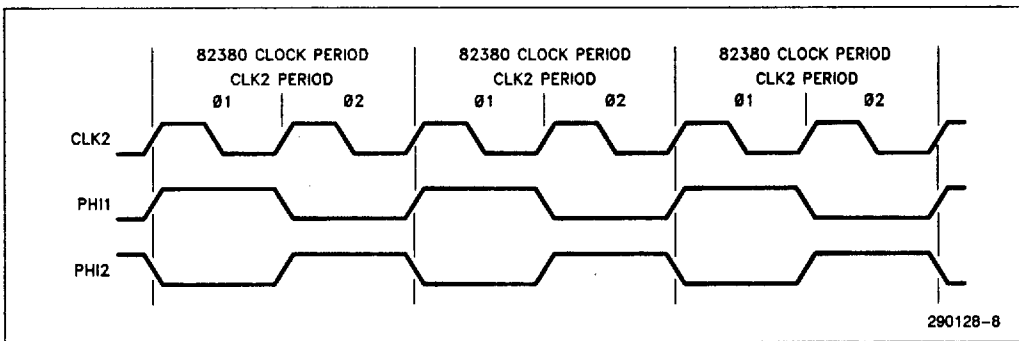 82380 CLOCK PERIOD 82380 CLOCK PERIOD 82380 CLOCK PERIOD
CLK2 PERIOD CLK2 PERIOD CLK2 PERIOD
Ø1 Ø2 Ø1 Ø2 Ø1 Ø2
CLK2
PHI1
PHI2
290128-8